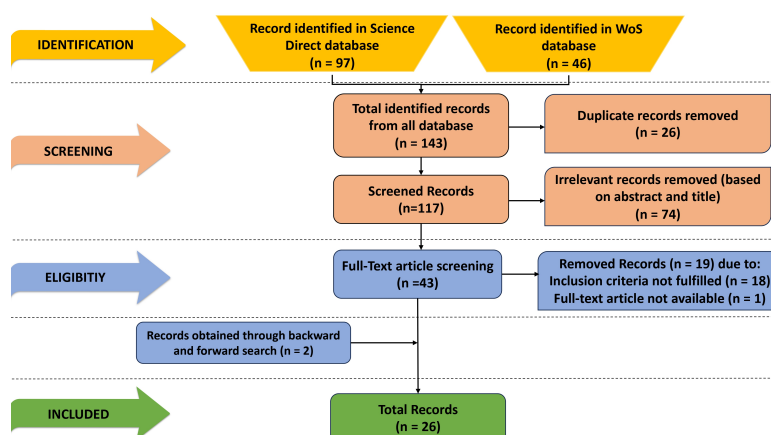 IDENTIFICATION
Record identified in Science
Direct database
(n = 97)
Record identified in WoS
database
(n = 46)
SCREENING
Total identified records
from all database
(n = 143)
Duplicate records removed
(n = 26)
Screened Records
(n=117)
Irrelevant records removed (based
on abstract and title)
(n = 74)
ELIGIBITIY
Full-Text article screening
(n =43)
Removed Records (n = 19) due to:
Inclusion criteria not fulfilled (n = 18)
Full-text article not available (n = 1)
Records obtained through backward
and forward search (n = 2)
INCLUDED
Total Records
(n = 26)